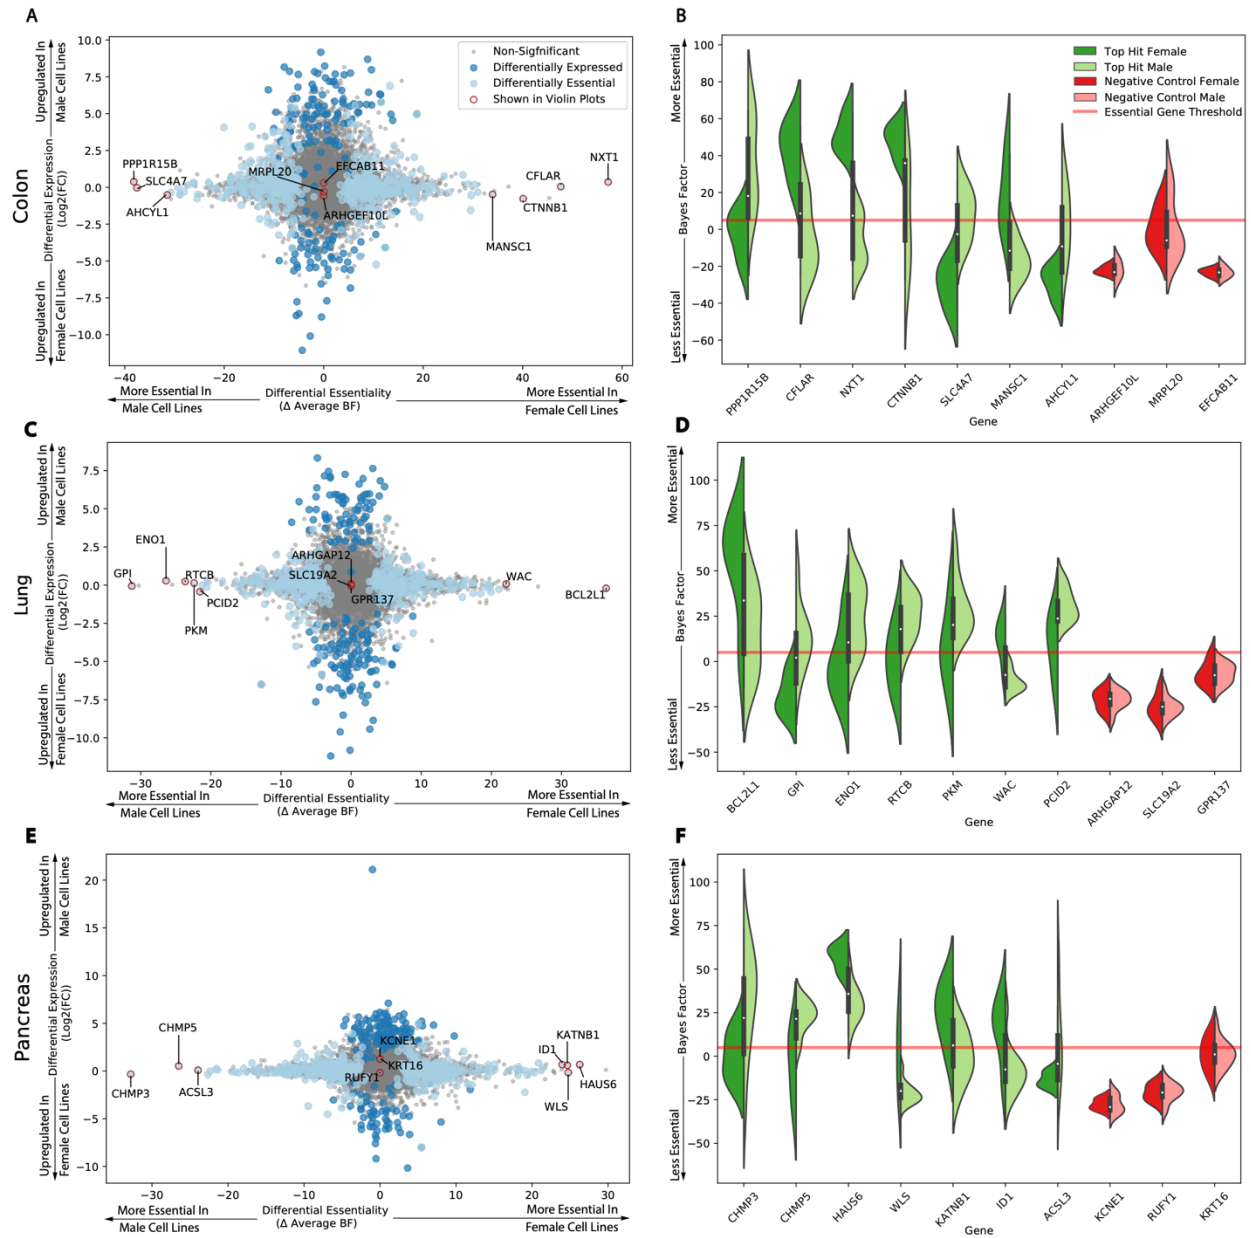 A
Colon
Upregulated In
Male Cell Lines
Differential Expression
(Log2(FC))
Upregulated In
Female Cell Lines
10.0
7.5
5.0
2.5
0.0
−2.5
−5.0
−7.5
−10.0
Non-Sigfnificant
Differentially Expressed
Differentially Essential
Shown in Violin Plots
PPP1R15B
SLC4A7
AHCYL1
MRPL20
EFCAB11
ARHGEF10L
NXT1
CFLAR
CTNNB1
MANSC1
−40
−20
0
20
40
60
More Essential In
Male Cell Lines
Differential Essentiality
(Δ Average BF)
More Essential In
Female Cell Lines
B
More Essential
Bayes Factor
Less Essential
100
80
60
40
20
0
−20
−40
−60
Top Hit Female
Top Hit Male
Negative Control Female
Negative Control Male
Essential Gene Threshold
PPP1R15B
CFLAR
NXT1
CTNNB1
SLC4A7
MANSC1
AHCYL1
ARHGEF10L
MRPL20
EFCAB11
Gene
C
Lung
Upregulated In
Male Cell Lines
Differential Expression
(Log2(FC))
Upregulated In
Female Cell Lines
7.5
5.0
2.5
0.0
−2.5
−5.0
−7.5
−10.0
ENO1
GPI
RTCB
PCID2
PKM
ARHGAP12
SLC19A2
GPR137
WAC
BCL2L1
−30
−20
−10
0
10
20
30
More Essential In
Male Cell Lines
Differential Essentiality
(Δ Average BF)
More Essential In
Female Cell Lines
D
More Essential
Bayes Factor
Less Essential
100
75
50
25
0
−25
−50
BCL2L1
GPI
ENO1
RTCB
PKM
WAC
PCID2
ARHGAP12
SLC19A2
GPR137
Gene
E
Pancreas
Upregulated In
Male Cell Lines
Differential Expression
(Log2(FC))
Upregulated In
Female Cell Lines
20
15
10
5
0
−5
−10
CHMP5
CHMP3
ACSL3
KCNE1
KRT16
RUFY1
KATNB1
ID1
HAUS6
WLS
−30
−20
−10
0
10
20
30
More Essential In
Male Cell Lines
Differential Essentiality
(Δ Average BF)
More Essential In
Female Cell Lines
F
More Essential
Bayes Factor
Less Essential
100
75
50
25
0
−25
−50
CHMP3
CHMP5
HAUS6
WLS
KATNB1
ID1
ACSL3
KCNE1
RUFY1
KRT16
Gene